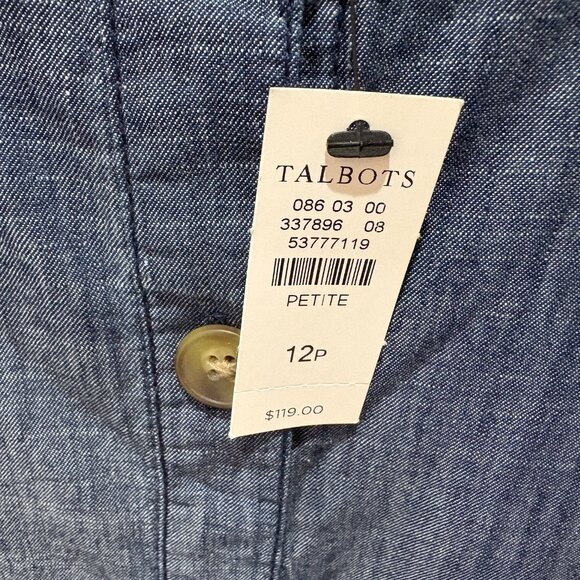 TALBOTS
086 03 00
337896 08
53777119
PETITE
12P
$119.00